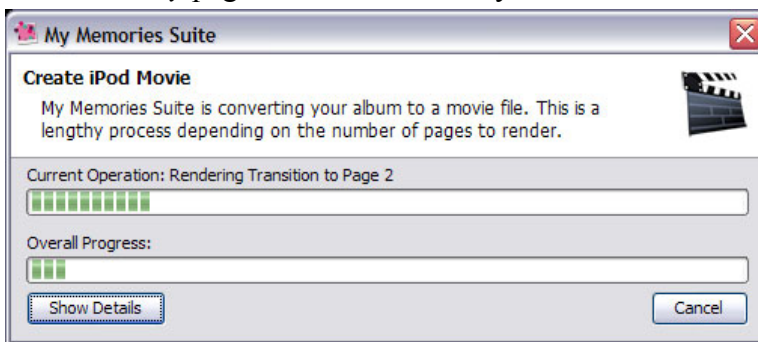 My Memories Suite
Create iPod Movie
My Memories Suite is converting your album to a movie file. This is a
lengthy process depending on the number of pages to render.
Current Operation: Rendering Transition to Page 2
Overall Progress:
Show Details
Cancel